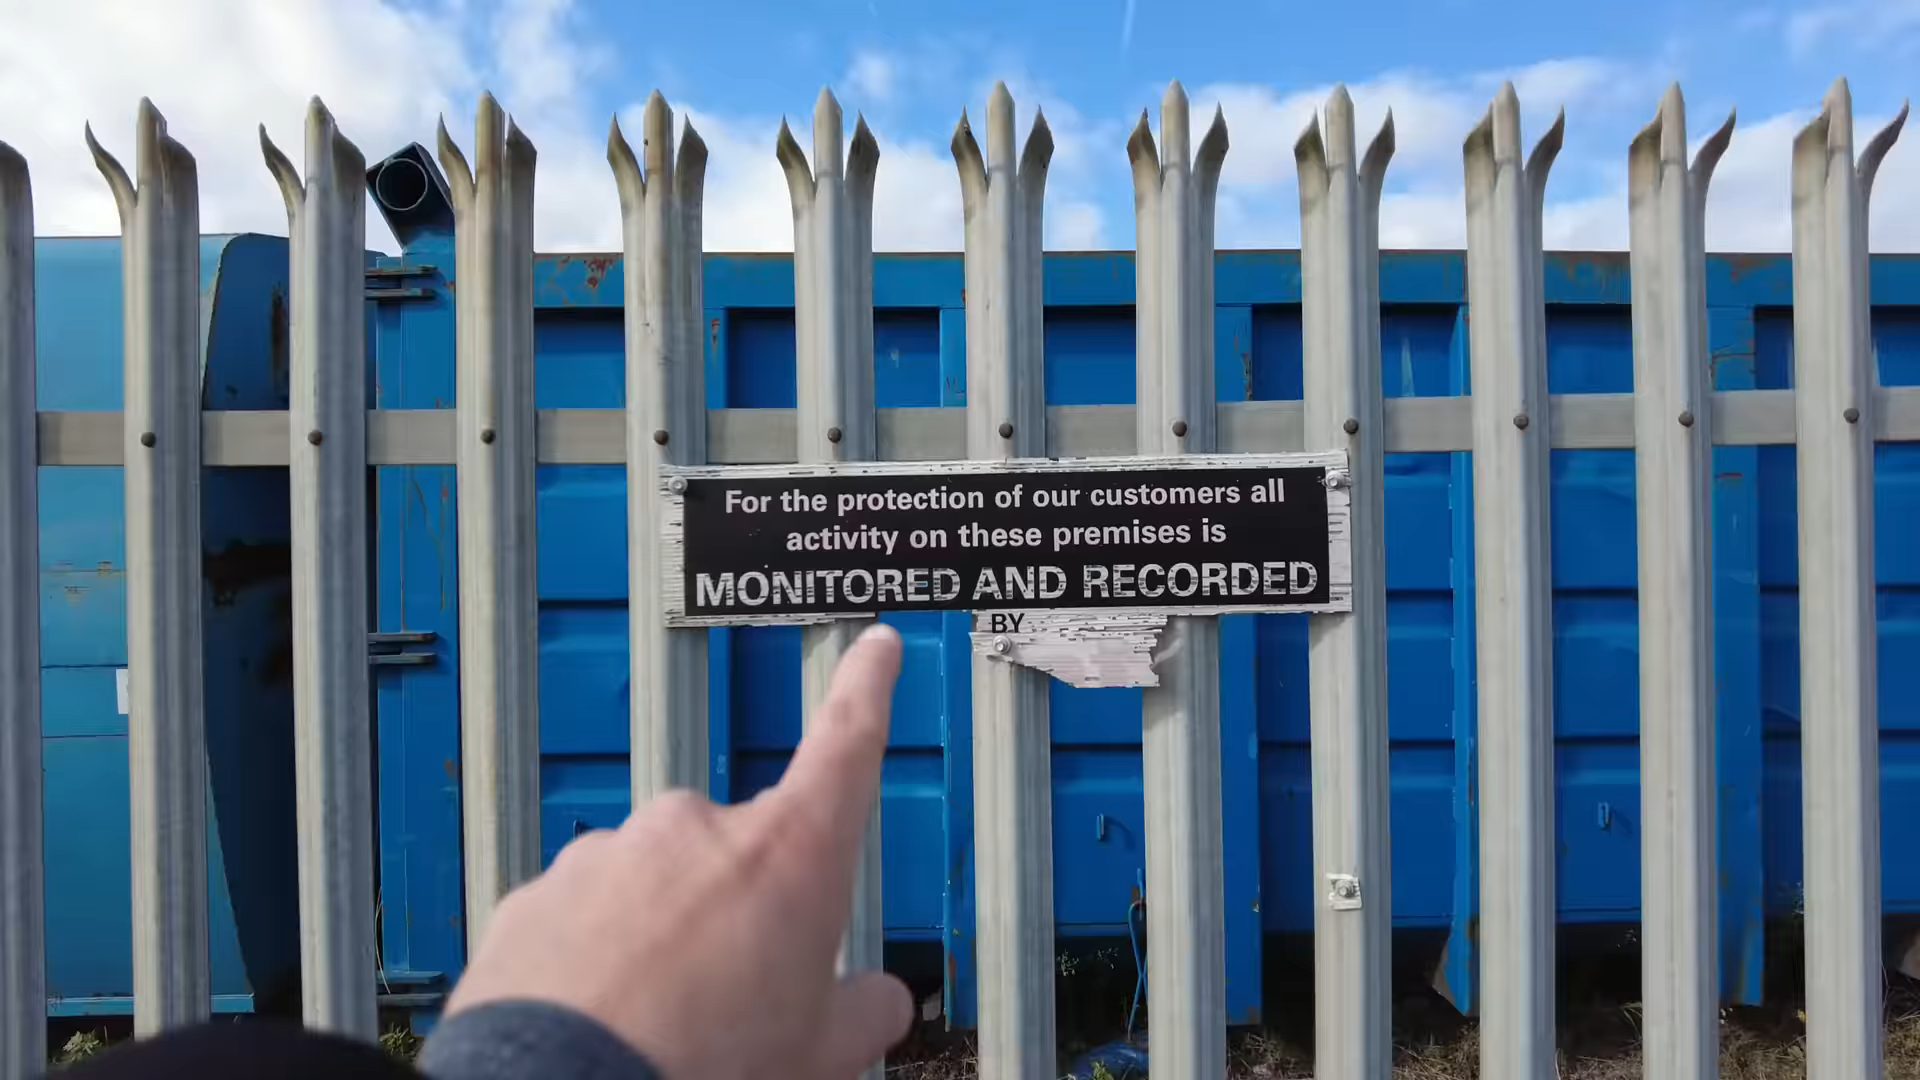 For the protection of our customers all
activity on these premises is
MONITORED AND RECORDED
BY